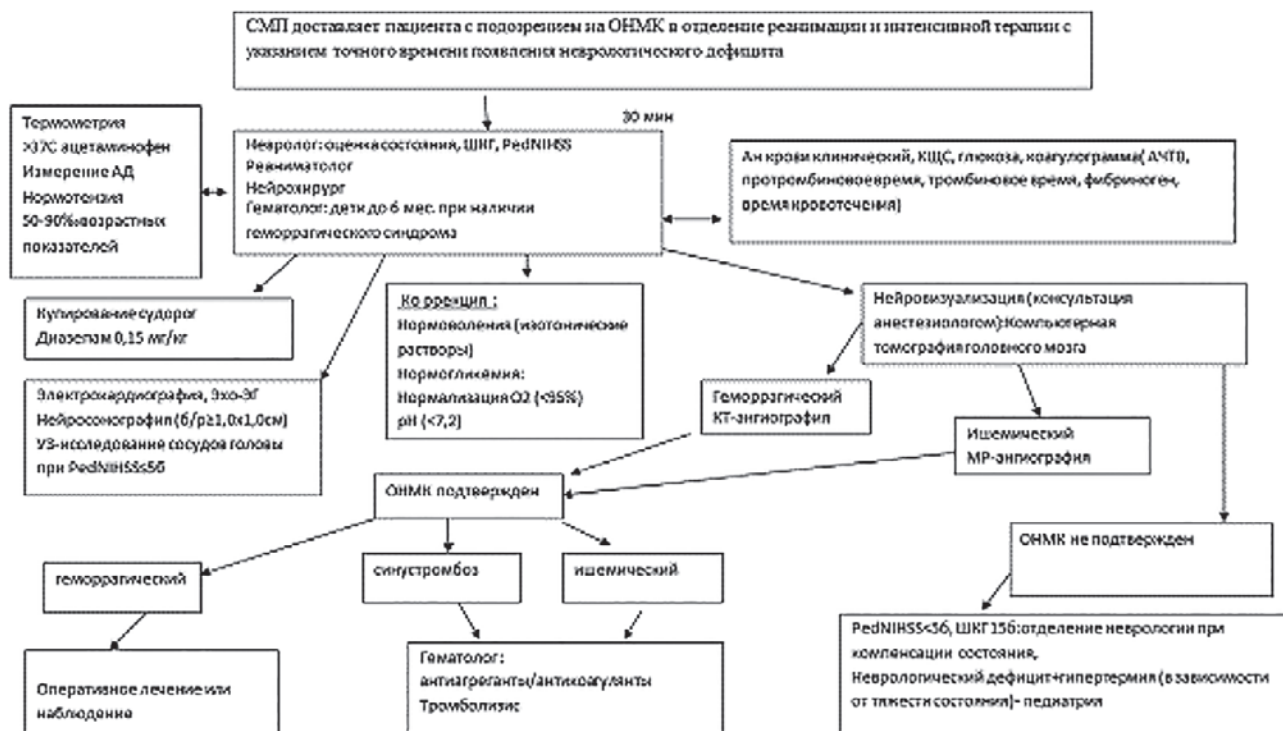 СМП доставляет пациента с подозрением на ОНМК в отделение реанимации и интенсивной терапии с
указанием точного времени появления неврологического дефицита
30 мин
Термометрия
>37С ацетаминофен
Измерение АД
Нормотензия
50-90%возрастных
показателей
Невролог: оценка состояния, ШКГ, PedNIHSS
Реаниматолог
Нейрохирург
Гематолог: дети до 6 мес. при наличии
геморрагического синдрома
Ан крови клинический, КЩС, глюкоза, коагулограмма( АЧТВ,
протромбиновое время, тромбиновое время, фибриноген,
время кровотечения)
Купирование судорог
Диазепам 0,15 мг/кг
Коррекция :
Нормоволения (изотонические
растворы)
Нормогликемия:
Нормализация О2 (<95%)
pH (<7,2)
Нейровизуализация (консультация
анестезиологом):Компьютерная
томография головного мозга
Электрокардиография, Эхо-ЭГ
Нейросонография (б/р≥1,0х1,0см)
УЗ-исследование сосудов головы
при PedNIHSS≤5б
Геморрагический
КТ-ангиография
Ишемический
МР-ангиография
ОНМК подтвержден
ОНМК не подтвержден
геморрагический
синустромбоз
ишемический
Оперативное лечение или
наблюдение
Гематолог:
антиагреганты/антикоагулянты
Тромболизис
PedNIHSS<5б, ШКГ 15б:отделение неврологии при
компенсации состояния,
Неврологический дефицит+гипертермия (в зависимости
от тяжести состояния)- педиатрия